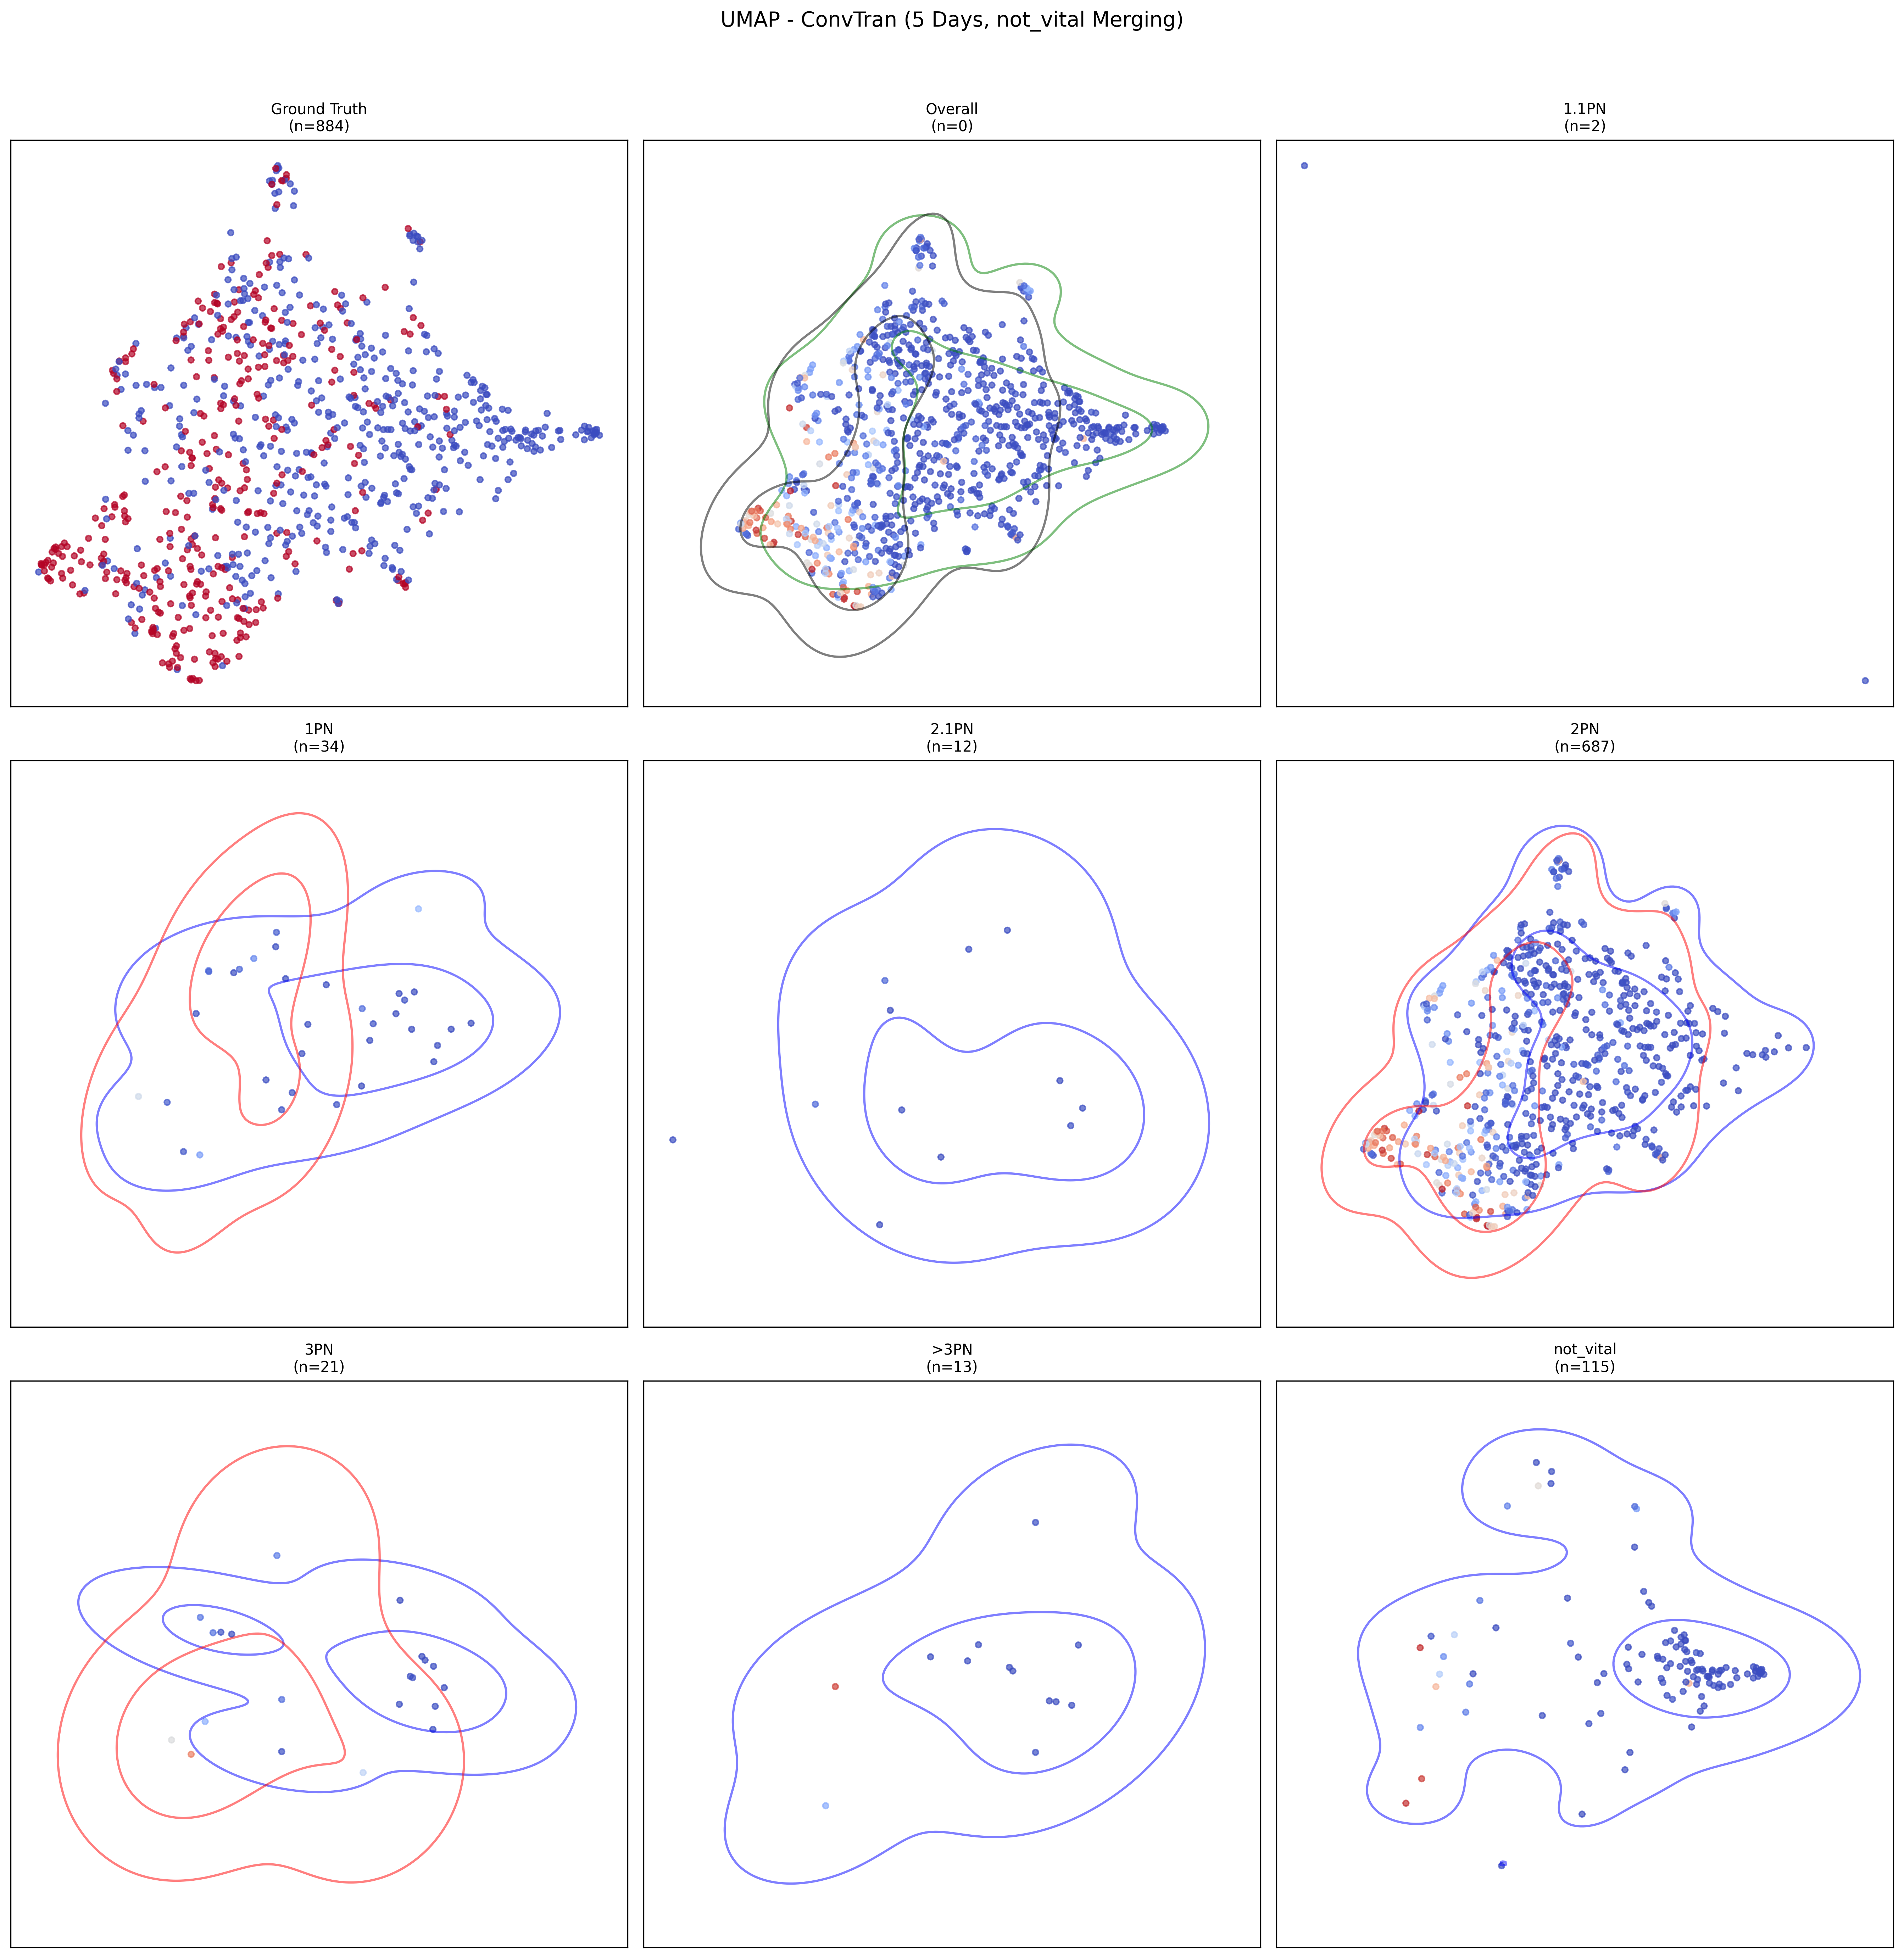 UMAP - ConvTran (5 Days, not_vital Merging)
Ground Truth
(n=884)
Overall
(n=0)
1.1PN
(n=2)
1PN
(n=34)
2.1PN
(n=12)
2PN
(n=687)
3PN
(n=21)
>3PN
(n=13)
not_vital
(n=115)